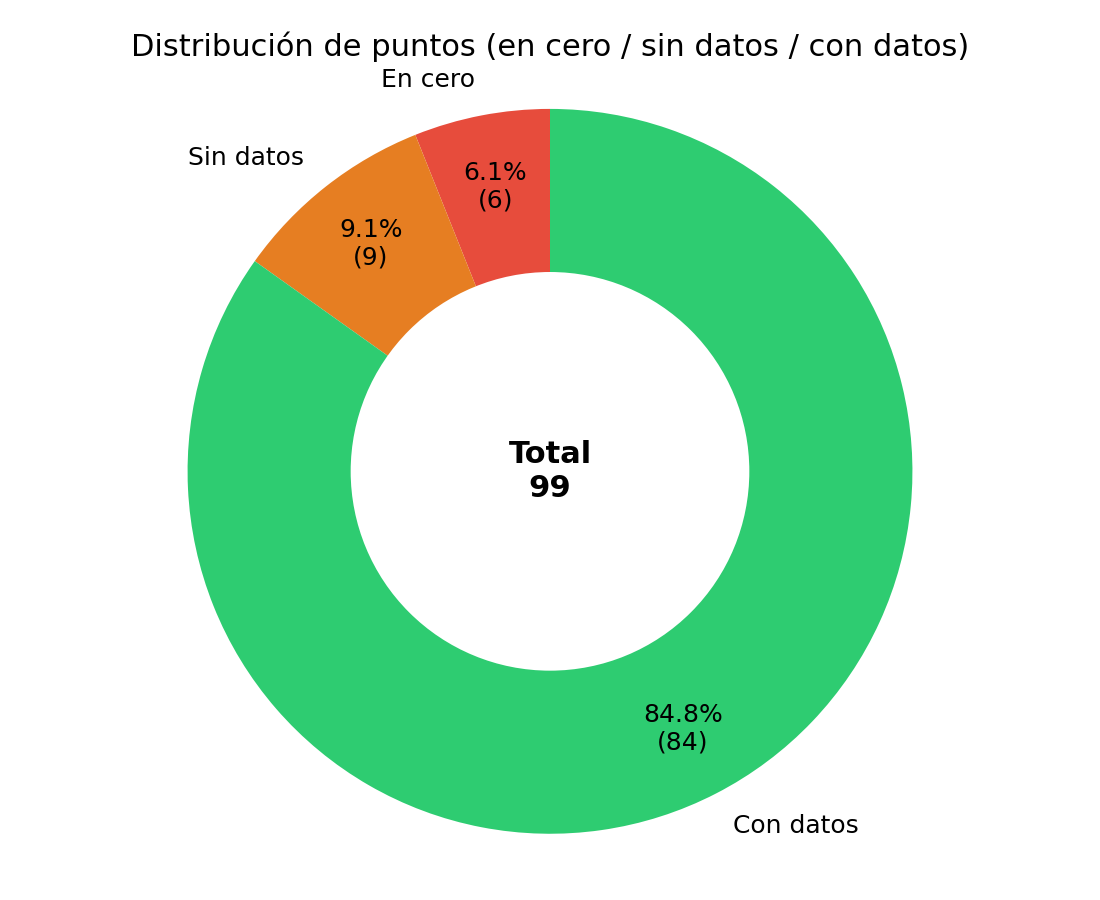 Distribución de puntos (en cero / sin datos / con datos)
En cero
Sin datos
6.1%
(6)
9.1%
(9)
Total
99
84.8%
(84)
Con datos